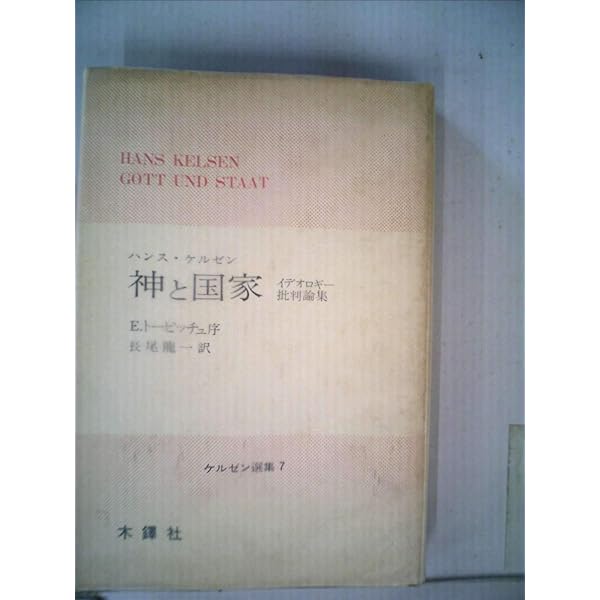 HANS KELSEN
GOTT UND STAAT
ハンス・ケルゼン
神と国家 イデオロギー
批判論集
E.トーピッチュ序
長尾龍一訳
ケルゼン選集7
木鐸社